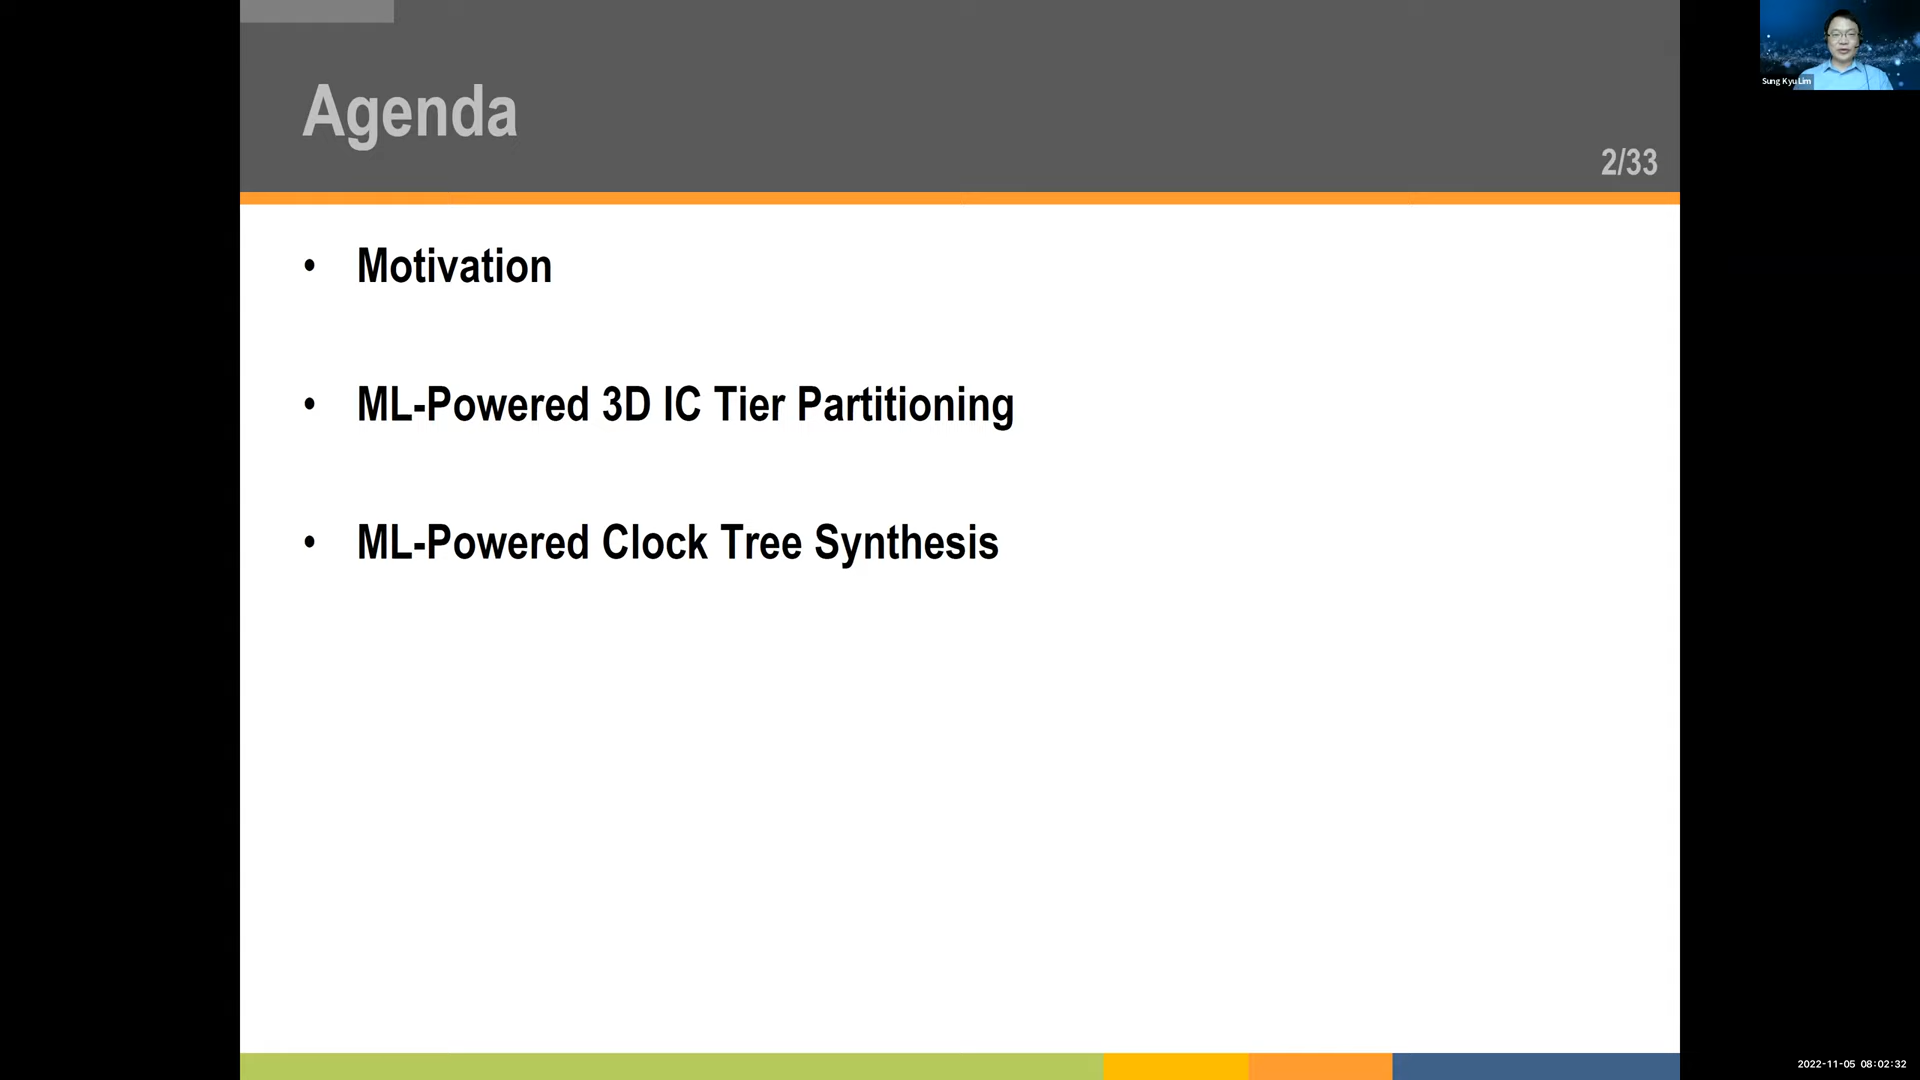 Agenda
2/33
• Motivation
• ML-Powered 3D IC Tier Partitioning
• ML-Powered Clock Tree Synthesis
Sung Kyu Lim
2022-11-05 08:02:32